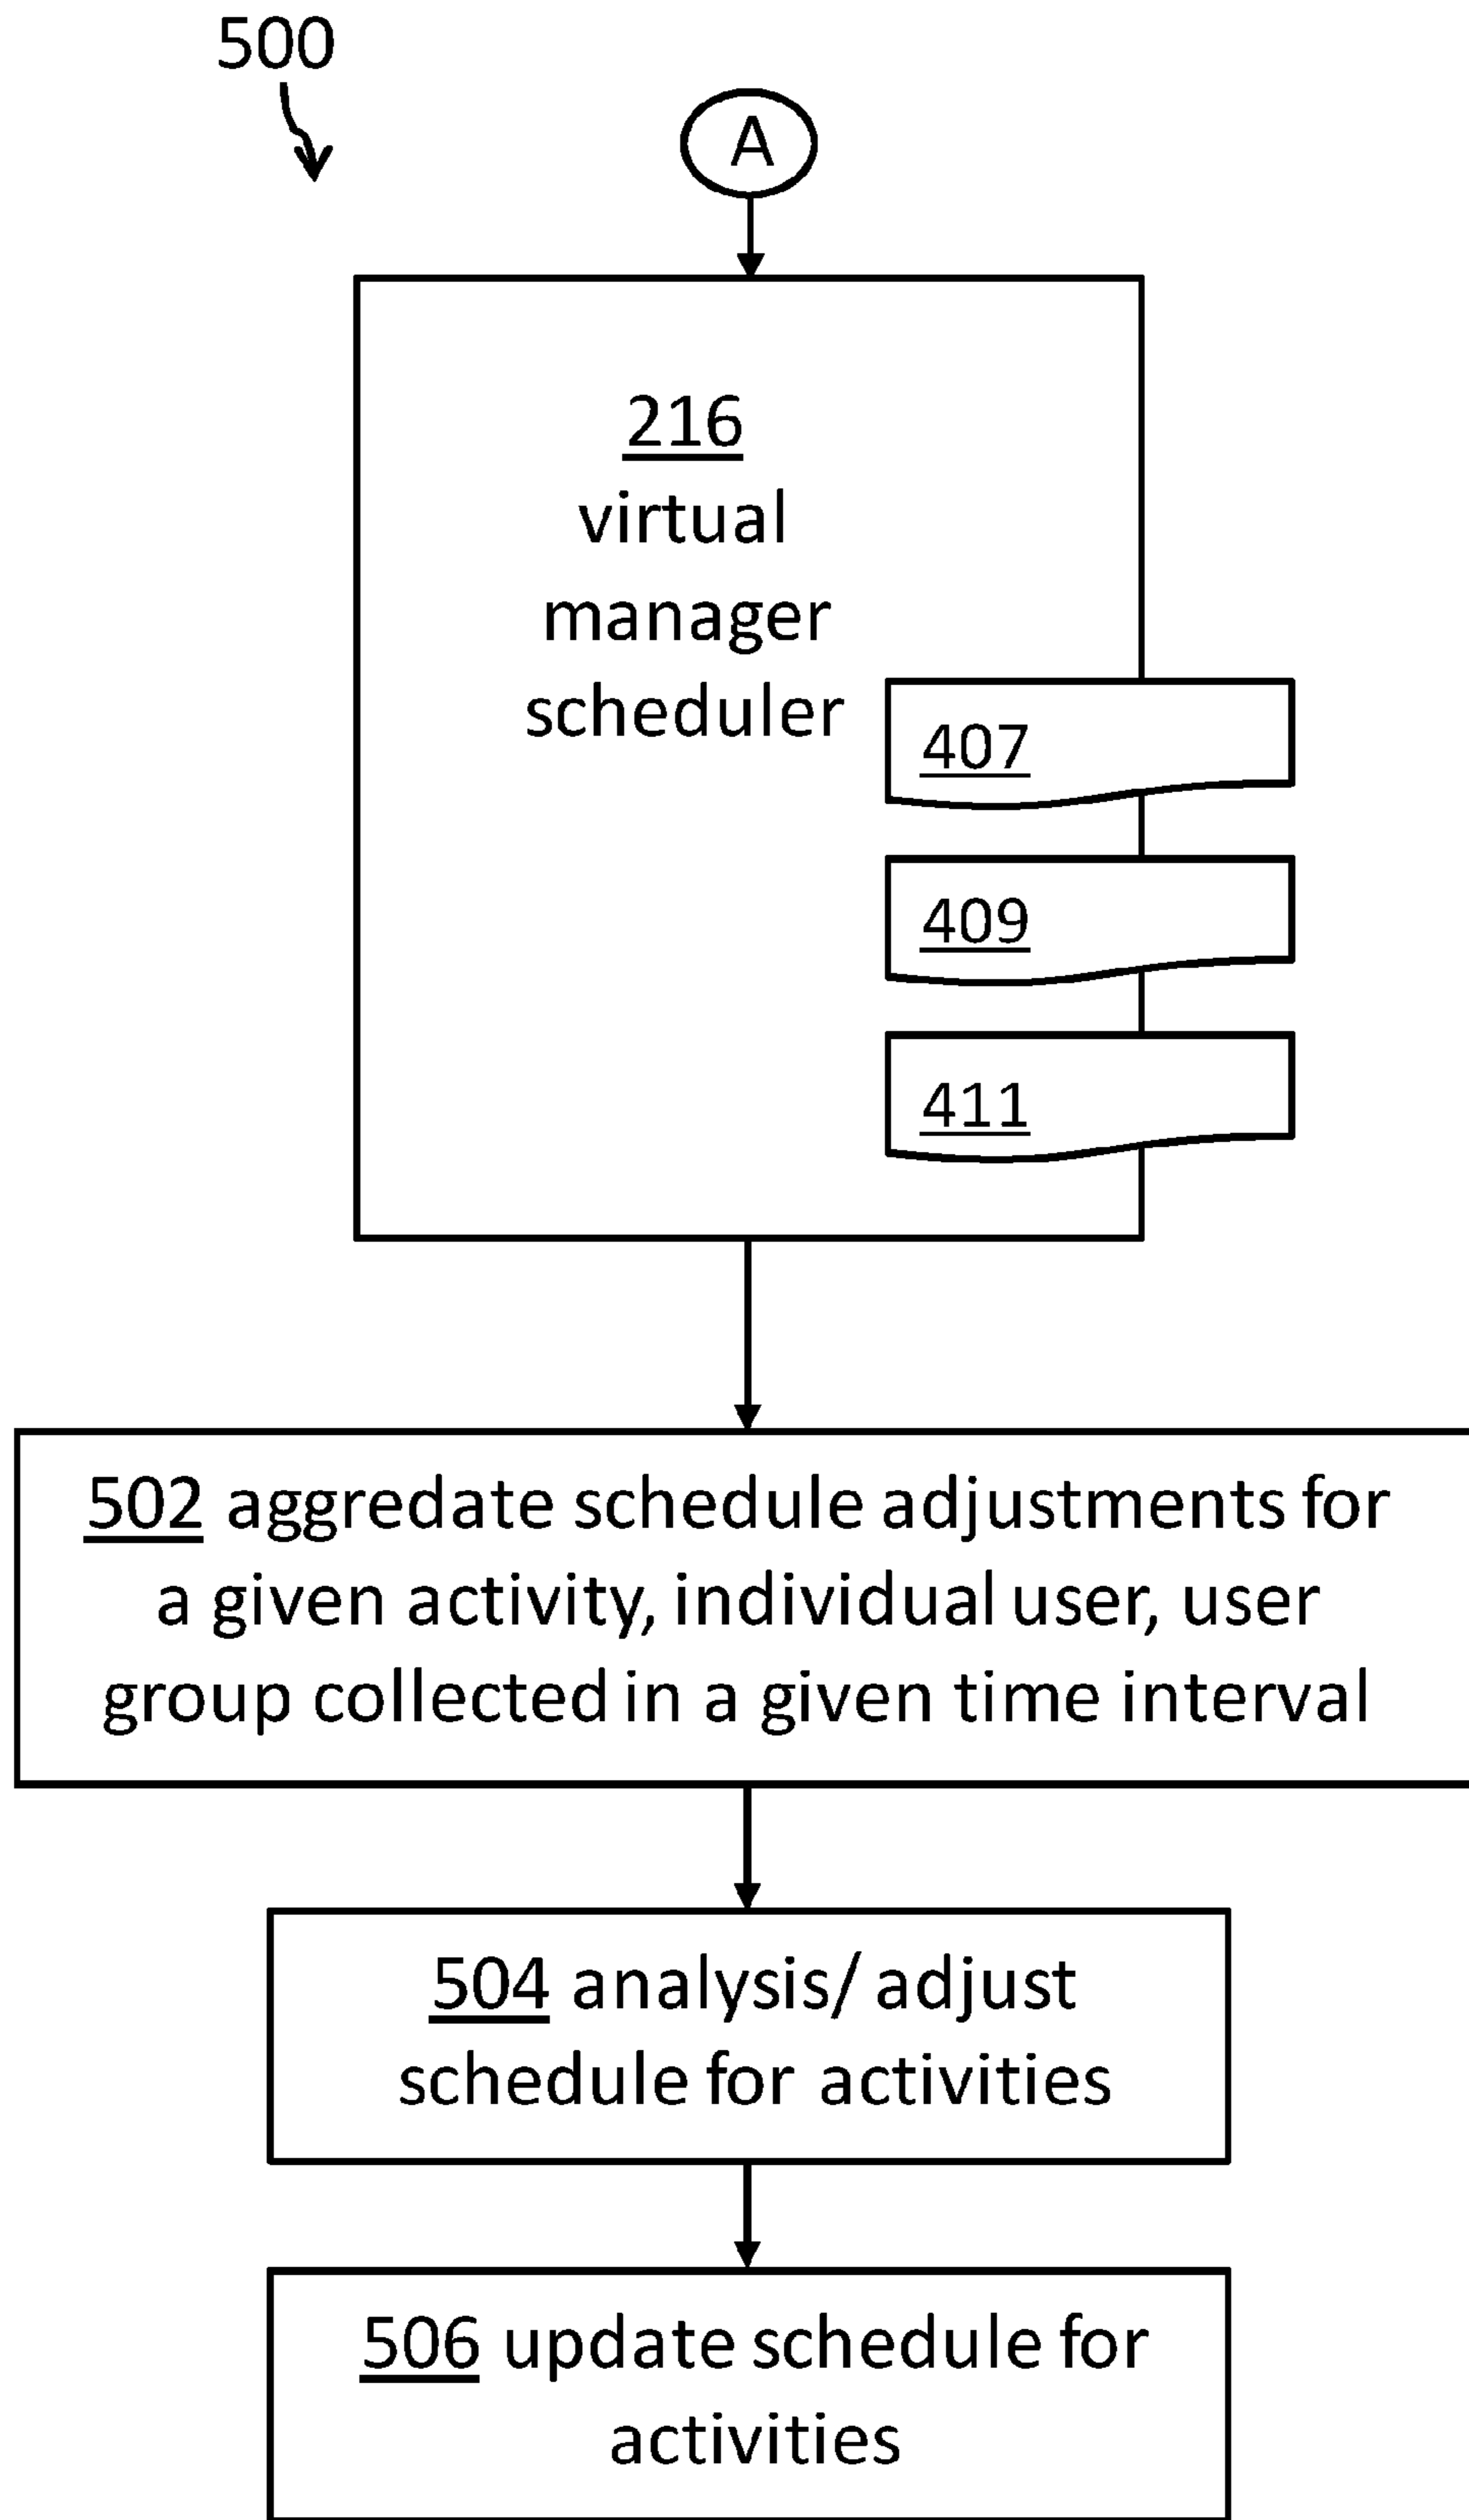 500
A
216
virtual
manager
scheduler
407
409
411
502 aggredate schedule adjustments for
a given activity, individual user, user
group collected in a given time interval
504 analysis/ adjust
schedule for activities
506 update schedule for
activities